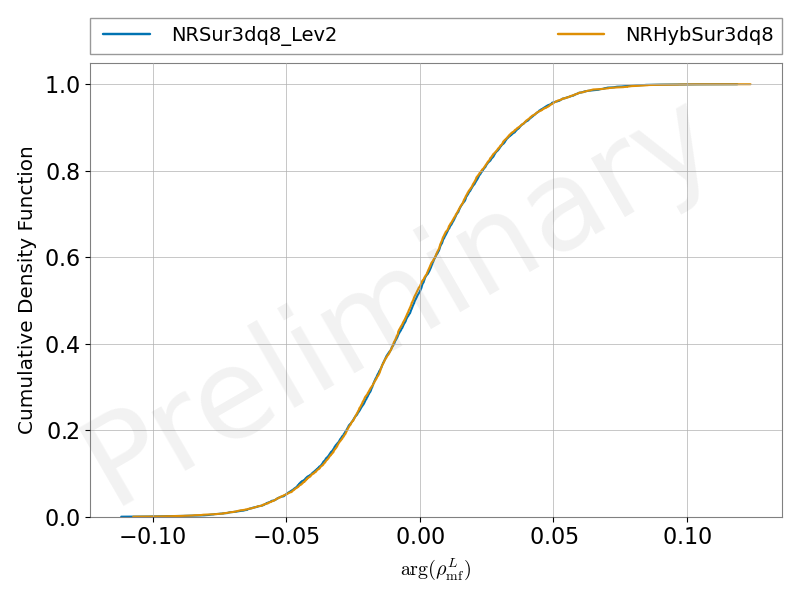 NRSur3dq8_Lev2 NRHybSur3dq8
Cumulative Density Function
1.0
0.8
0.6
0.4
0.2
0.0
Preliminary
−0.10 −0.05 0.00 0.05 0.10
arg(ρ^L_mf)